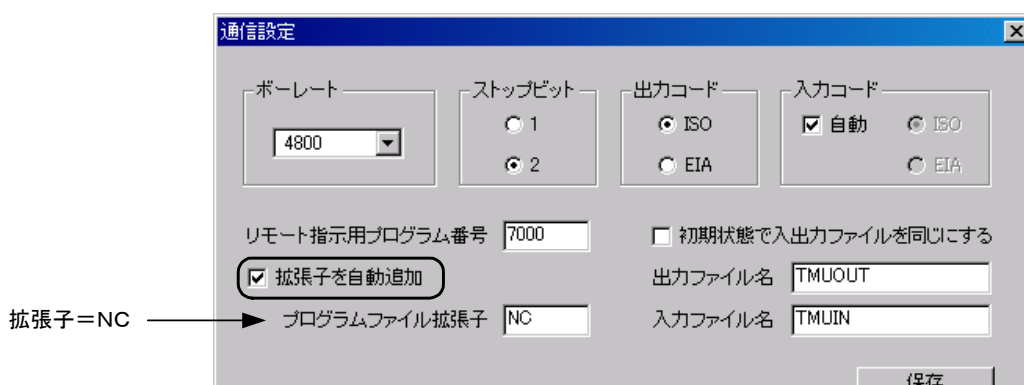 通信設定
ボーレート
4800
ストップビット
1
2
出力コード
ISO
EIA
入力コード
自動
ISO
EIA
リモート指示用プログラム番号 7000
初期状態で入出力ファイルを同じにする
拡張子を自動追加
出力ファイル名 TMUOUT
拡張子＝NC
プログラムファイル拡張子 NC
入力ファイル名 TMUIN
保存